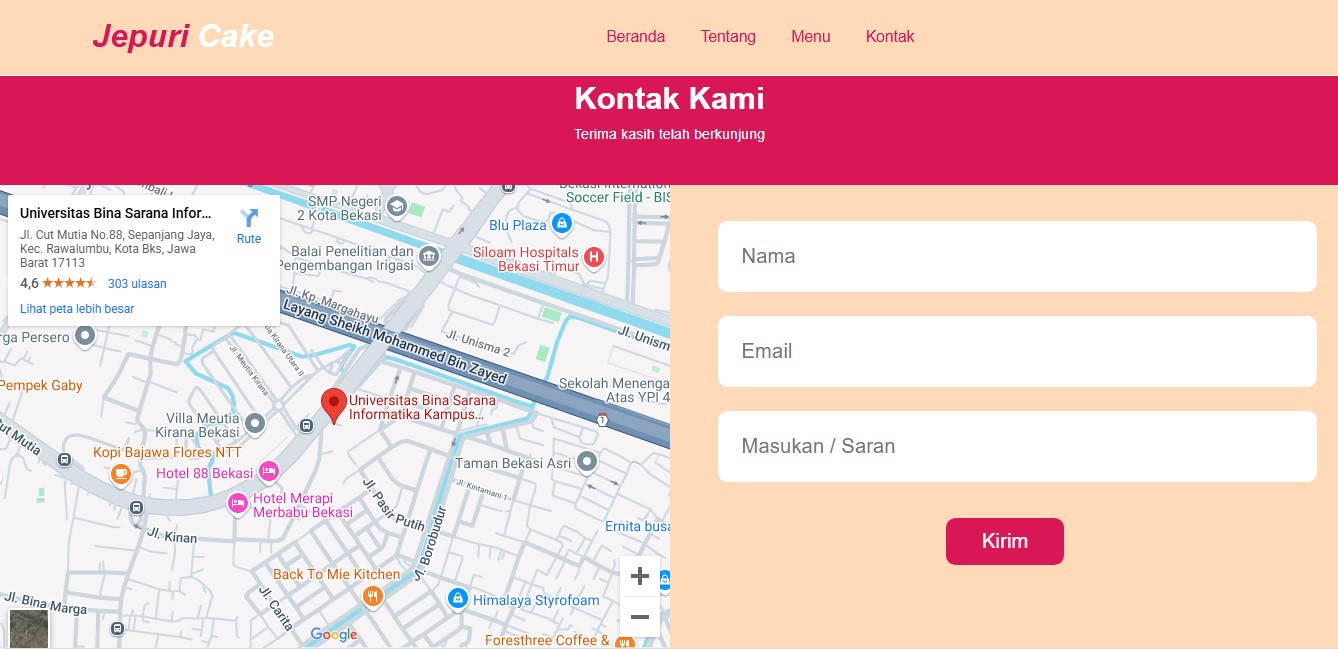 Jepuri Cake
Beranda
Tentang
Menu
Kontak
Kontak Kami
Terima kasih telah berkunjung
Universitas Bina Sarana Infor...
Jl. Cut Mutia No.88, Sepanjang Jaya,
Kec. Rawalumbu, Kota Bks, Jawa
Barat 17113
4,6
303 ulasan
Lihat peta lebih besar
Rute
SMP Negeri
2 Kota Bekasi
Soccer Field - BIS
Blu Plaza
Balai Penelitian dan
Pengembangan Irigasi
Siloam Hospitals
Bekasi Timur
Jl. Kp. Margahayu
Layang Sheikh Mohammed Bin Zayed
Jl. Unisma 2
Jl. Unism
rga Persero
Jl. Meutia Kirana
Kirana Utara II
Pempek Gaby
Sekolah Menenga
Atas YPI 4
1
Universitas Bina Sarana
Informatika Kampus...
Villa Meutia
Kirana Bekasi
ut Mutia
Kopi Bajawa Flores NTT
Hotel 88 Bekasi
Hotel Merapi
Merbabu Bekasi
Taman Bekasi Asri
Jl. Kintamani 1
Jl. Pasir Putih
Jl. Borobudur
Jl. Kinan
Ernita busa
Back To Mie Kitchen
Jl. Carita
Himalaya Styrofoam
Jl. Bina Marga
Google
Foresthree Coffee &
Nama
Email
Masukan / Saran
Kirim